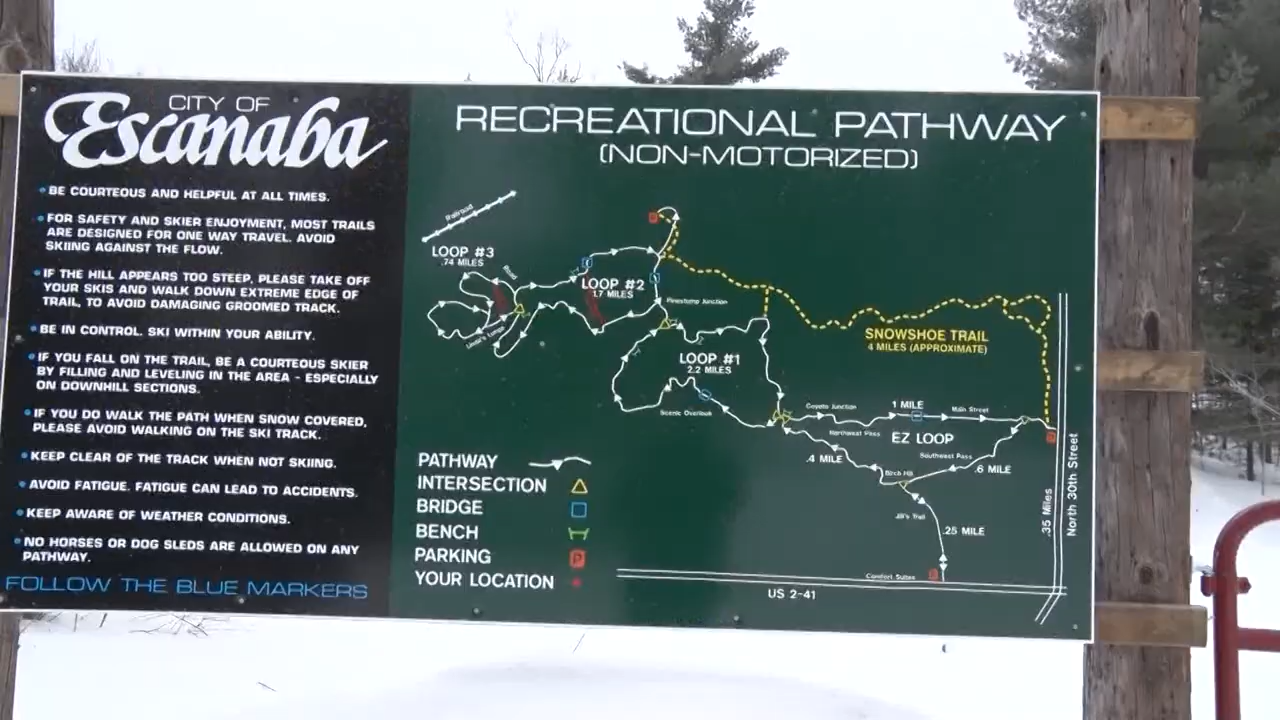 CITY OF
Escanaba
BE COURTEOUS AND HELPFUL AT ALL TIMES.
FOR SAFETY AND SKIER ENJOYMENT, MOST TRAILS
ARE DESIGNED FOR ONE WAY TRAVEL. AVOID
SKIING AGAINST THE FLOW.
IF THE HILL APPEARS TOO STEEP, PLEASE TAKE OFF
YOUR SKIS AND WALK DOWN EXTREME EDGE OF
TRAIL, TO AVOID DAMAGING GROOMED TRACK.
BE IN CONTROL. SKI WITHIN YOUR ABILITY.
IF YOU FALL ON THE TRAIL, BE A COURTEOUS SKIER
BY FILLING AND LEVELING IN THE AREA - ESPECIALLY
ON DOWNHILL SECTIONS.
IF YOU DO WALK THE PATH WHEN SNOW COVERED,
PLEASE AVOID WALKING ON THE SKI TRACK.
KEEP CLEAR OF THE TRACK WHEN NOT SKIING.
AVOID FATIGUE. FATIGUE CAN LEAD TO ACCIDENTS.
KEEP AWARE OF WEATHER CONDITIONS.
NO HORSES OR DOG SLEDS ARE ALLOWED ON ANY
PATHWAY.
FOLLOW THE BLUE MARKERS
RECREATIONAL PATHWAY
(NON-MOTORIZED)
Railroad
LOOP #3
.74 MILES
Road
LOOP #2
1.7 MILES
Pinestump Junction
LOOP #1
2.2 MILES
Scenic Overlook
SNOWSHOE TRAIL
4 MILES (APPROXIMATE)
Goyette Junction
1 MILE
Main Street
Northwest Pass
EZ LOOP
Southwest Pass
.4 MILE
.6 MILE
Birch Hill
Jill's Trail
.25 MILE
Comfort Suites
US 2-41
.35 Miles
North 30th Street
PATHWAY
INTERSECTION
BRIDGE
BENCH
PARKING
P
YOUR LOCATION